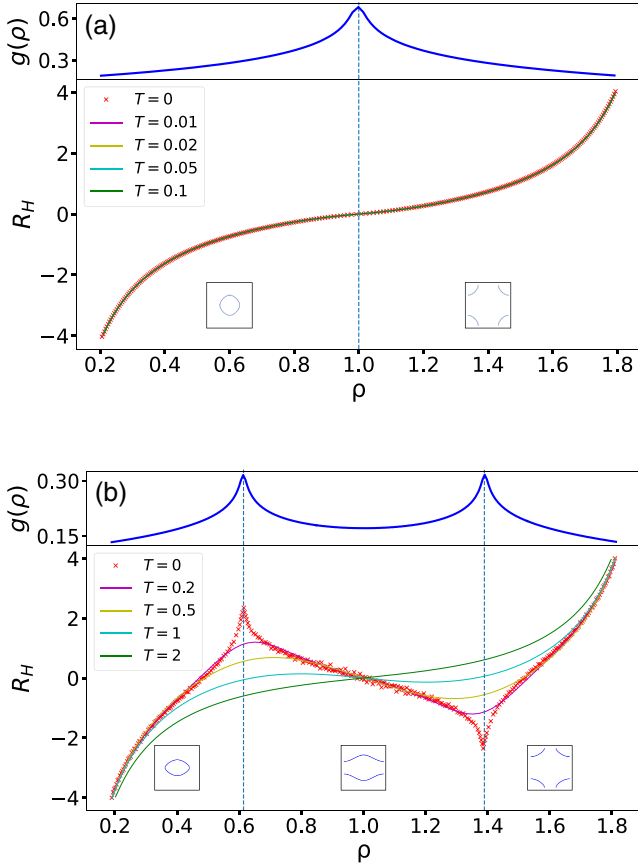 (a)
g(ρ)
0.6
0.3
R_H
4
2
0
−2
−4
T = 0
T = 0.01
T = 0.02
T = 0.05
T = 0.1
0.2 0.4 0.6 0.8 1.0 1.2 1.4 1.6 1.8
ρ
(b)
g(ρ)
0.30
0.15
R_H
4
2
0
−2
−4
T = 0
T = 0.2
T = 0.5
T = 1
T = 2
0.2 0.4 0.6 0.8 1.0 1.2 1.4 1.6 1.8
ρ